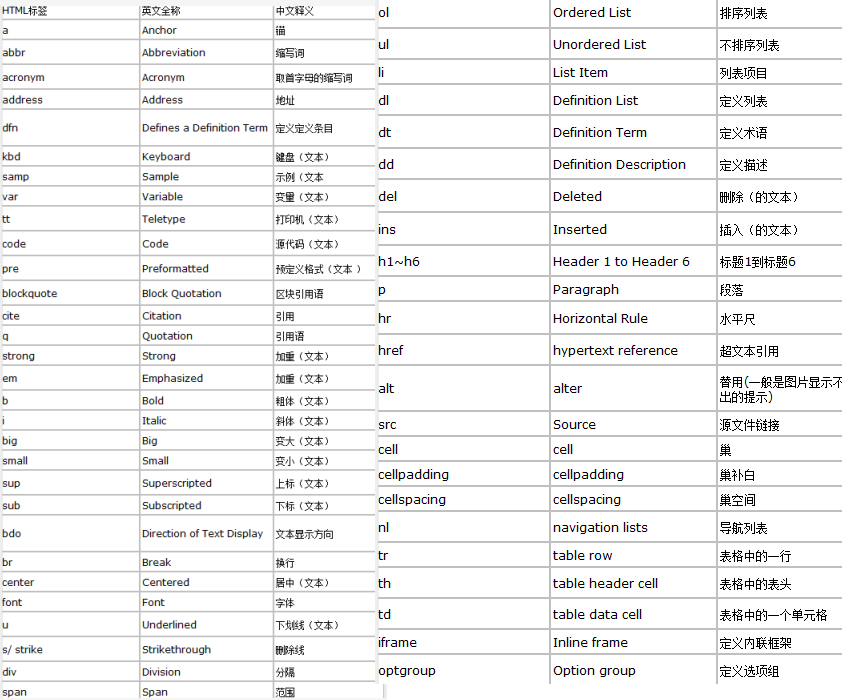 HTML标签 英文全称 中文释义
a Anchor 锚
abbr Abbreviation 缩写词
acronym Acronym 取首字母的缩写词
address Address 地址
dfn Defines a Definition Term 定义定义条目
kbd Keyboard 键盘（文本）
samp Sample 示例（文本
var Variable 变量（文本）
tt Teletype 打印机（文本）
code Code 源代码（文本）
pre Preformatted 预定义格式（文本 ）
blockquote Block Quotation 区块引用语
cite Citation 引用
q Quotation 引用语
strong Strong 加重（文本）
em Emphasized 加重（文本）
b Bold 粗体（文本）
i Italic 斜体（文本）
big Big 变大（文本）
small Small 变小（文本）
sup Superscripted 上标（文本）
sub Subscripted 下标（文本）
bdo Direction of Text Display 文本显示方向
br Break 换行
center Centered 居中（文本）
font Font 字体
u Underlined 下划线（文本）
s/ strike Strikethrough 删除线
div Division 分隔
span Span 范围
ol Ordered List 排序列表
ul Unordered List 不排序列表
li List Item 列表项目
dl Definition List 定义列表
dt Definition Term 定义术语
dd Definition Description 定义描述
del Deleted 删除（的文本）
ins Inserted 插入（的文本）
h1~h6 Header 1 to Header 6 标题1到标题6
p Paragraph 段落
hr Horizontal Rule 水平尺
href hypertext reference 超文本引用
alt alter 替用(一般是图片显示不
出的提示)
src Source 源文件链接
cell cell 巢
cellpadding cellpadding 巢补白
cellspacing cellspacing 巢空间
nl navigation lists 导航列表
tr table row 表格中的一行
th table header cell 表格中的表头
td table data cell 表格中的一个单元格
iframe Inline frame 定义内联框架
optgroup Option group 定义选项组